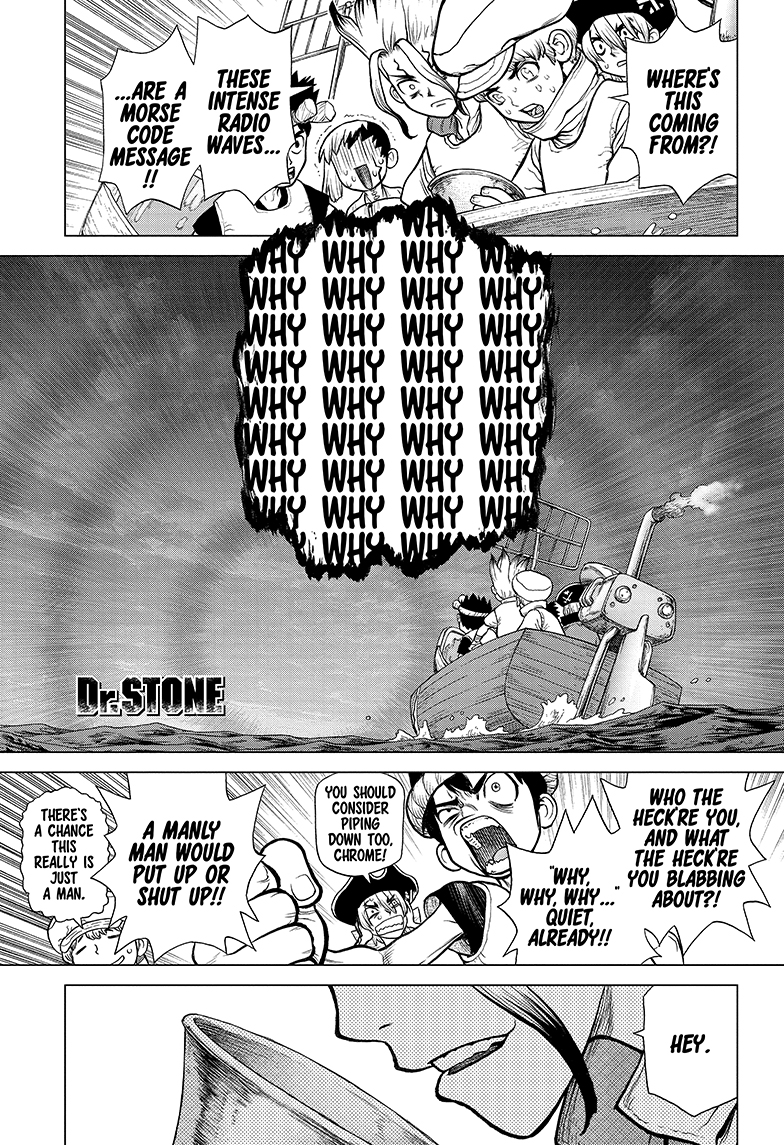 WHERE'S
THIS
COMING
FROM?!
THESE
INTENSE
RADIO
WAVES...
...ARE A
MORSE
CODE
MESSAGE
!!
WHY WHY WHY WHY
WHY WHY WHY WHY
WHY WHY WHY WHY
WHY WHY WHY WHY
WHY WHY WHY WHY
WHY WHY WHY WHY
WHY WHY WHY WHY
WHY WHY WHY WHY
WHY WHY
Dr.STONE
WHO THE
HECK'RE YOU,
AND WHAT
THE HECK'RE
YOU BLABBING
ABOUT?!
"WHY,
WHY, WHY..."
QUIET,
ALREADY!!
YOU SHOULD
CONSIDER
PIPING
DOWN TOO,
CHROME!
A MANLY
MAN WOULD
PUT UP OR
SHUT UP!!
THERE'S
A CHANCE
THIS
REALLY IS
JUST
A MAN.
HEY.